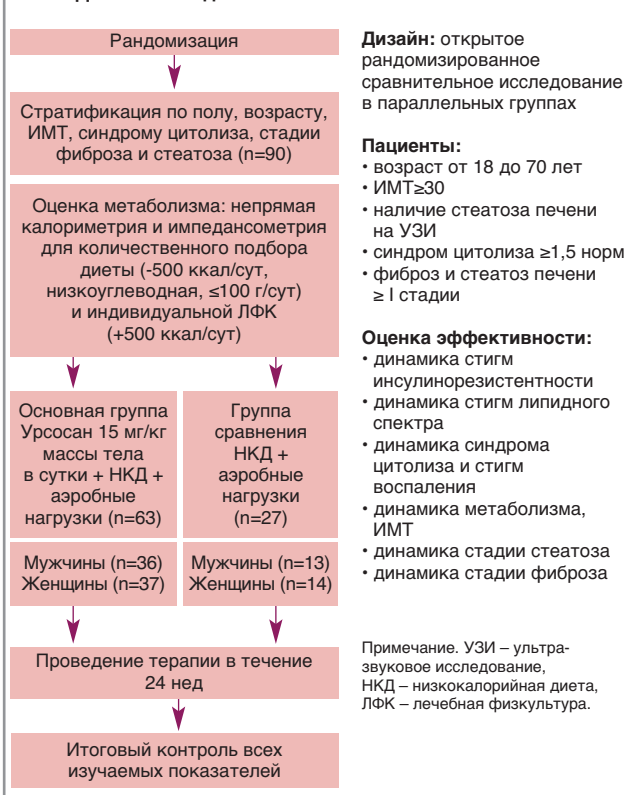 Рандомизация
Стратификация по полу, возрасту,
ИМТ, синдрому цитолиза, стадии
фиброза и стеатоза (n=90)
Оценка метаболизма: непрямая
калориметрия и импедансометрия
для количественного подбора
диеты (-500 ккал/сут,
низкоуглеводная, ≤100 г/сут)
и индивидуальной ЛФК
(+500 ккал/сут)
Основная группа
Урсосан 15 мг/кг
массы тела
в сутки + НКД +
аэробные
нагрузки (n=63)
Группа
сравнения
НКД +
аэробные
нагрузки
(n=27)
Мужчины (n=36)
Женщины (n=37)
Мужчины (n=13)
Женщины (n=14)
Проведение терапии в течение
24 нед
Итоговый контроль всех
изучаемых показателей
Дизайн: открытое
рандомизированное
сравнительное исследование
в параллельных группах
Пациенты:
• возраст от 18 до 70 лет
• ИМТ≥30
• наличие стеатоза печени
на УЗИ
• синдром цитолиза ≥1,5 норм
• фиброз и стеатоз печени
≥ I стадии
Оценка эффективности:
• динамика стигм
инсулинорезистентности
• динамика стигм липидного
спектра
• динамика синдрома
цитолиза и стигм
воспаления
• динамика метаболизма,
ИМТ
• динамика стадии стеатоза
• динамика стадии фиброза
Примечание. УЗИ – ультра-
звуковое исследование,
НКД – низкокалорийная диета,
ЛФК – лечебная физкультура.